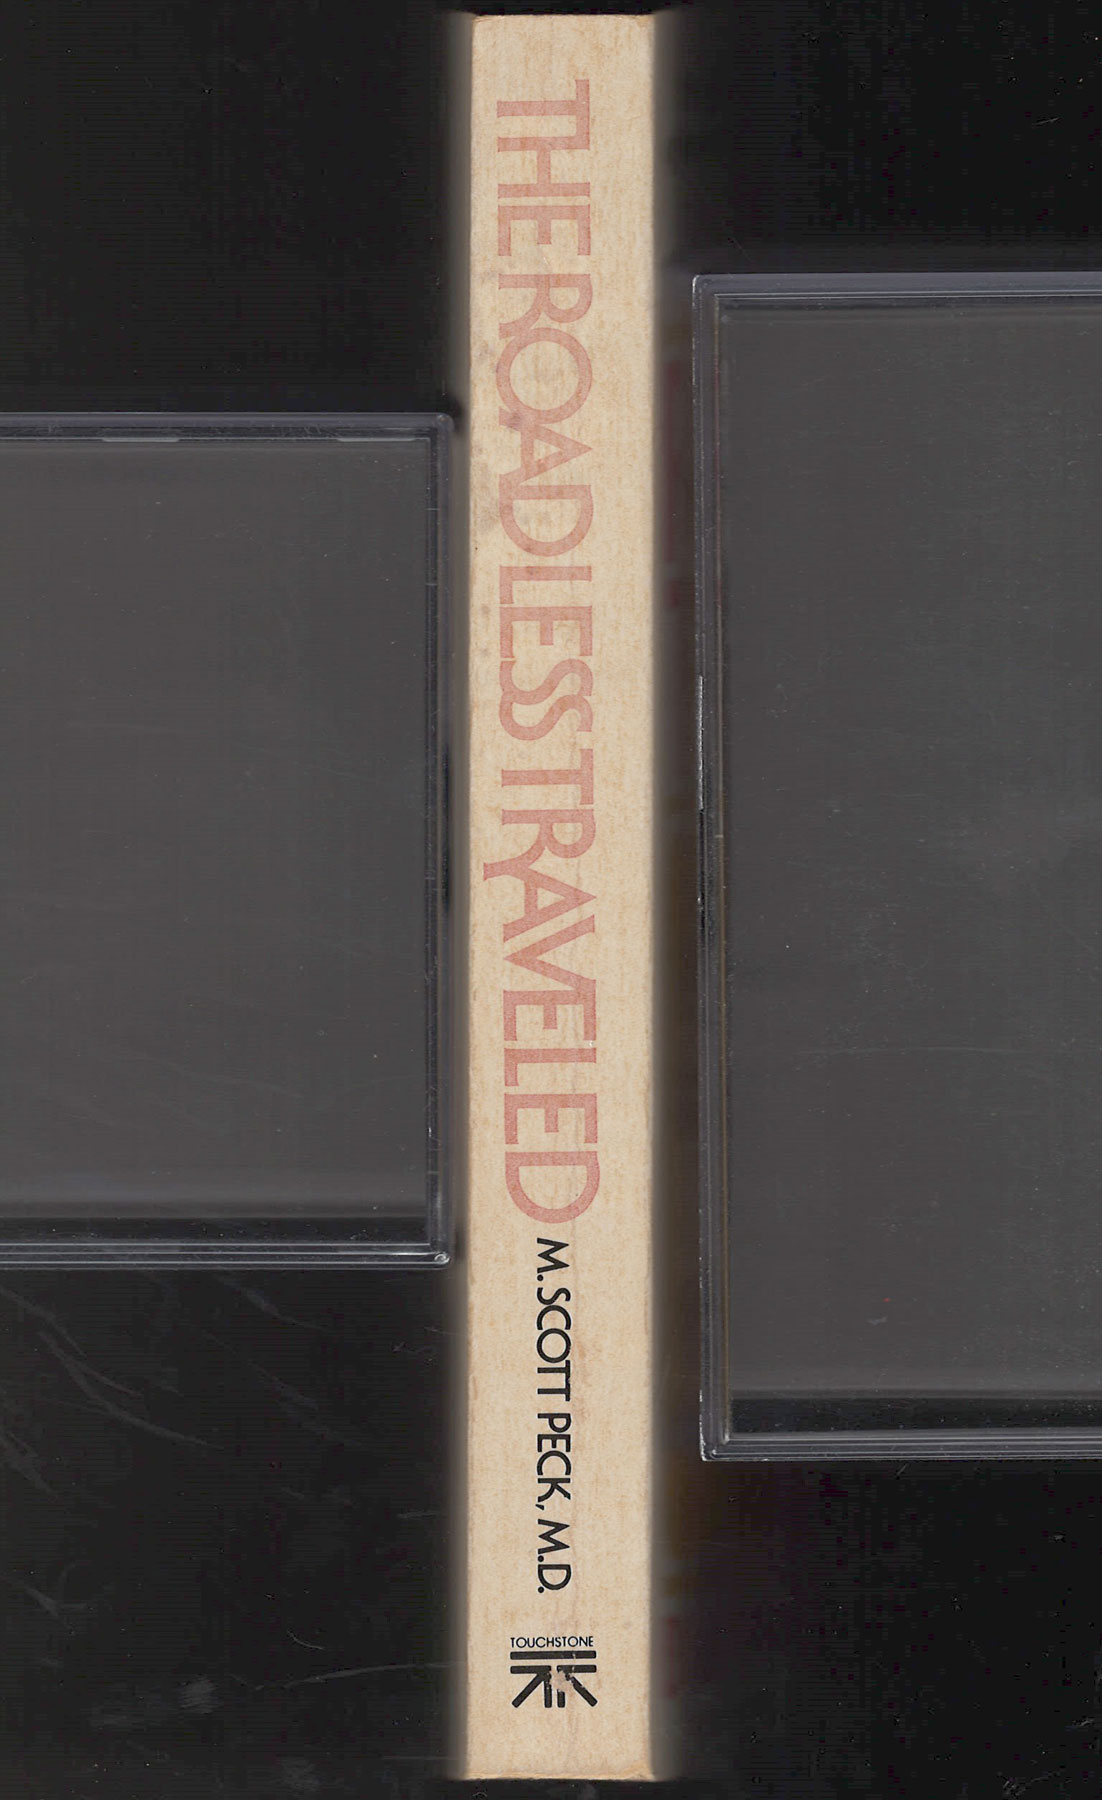 THE ROAD LESS TRAVELED
M. SCOTT PECK, M.D.
TOUCHSTONE